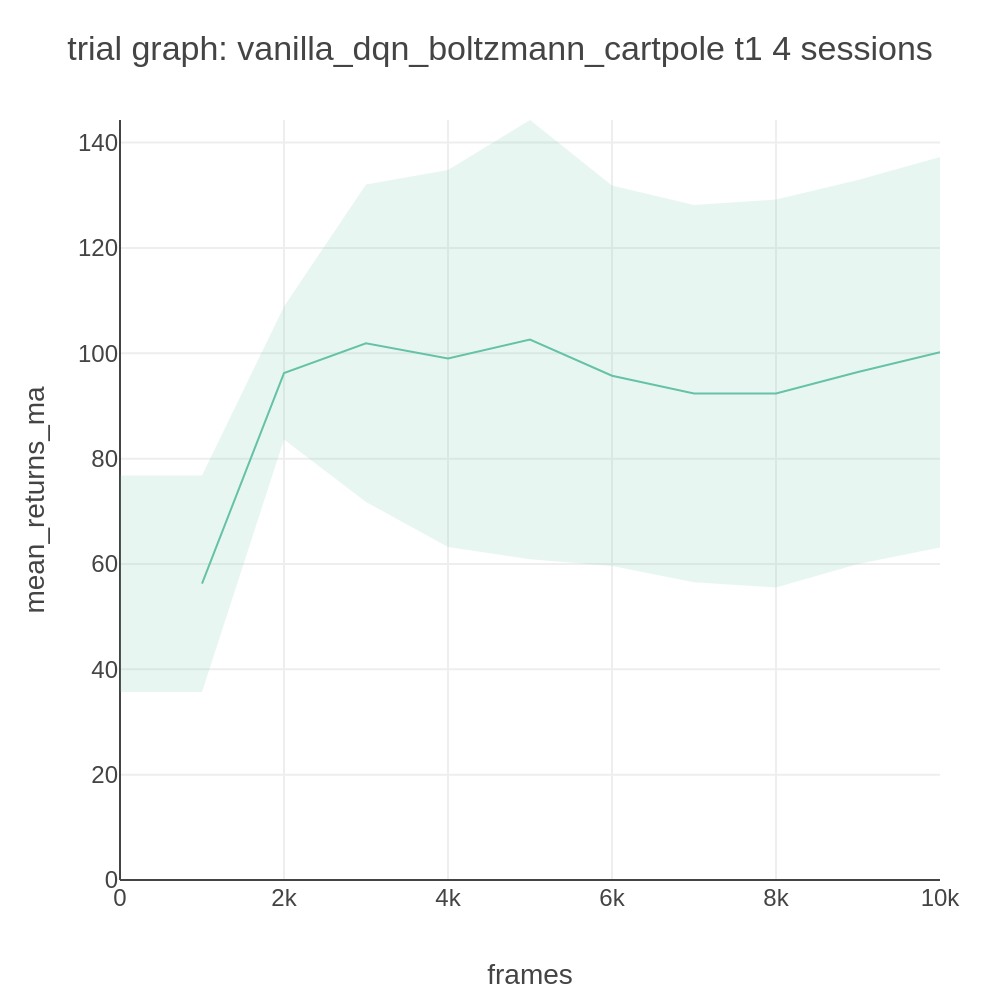 trial graph: vanilla_dqn_boltzmann_cartpole t1 4 sessions
140
120
100
80
60
40
20
0
mean_returns_ma
0 2k 4k 6k 8k 10k
frames